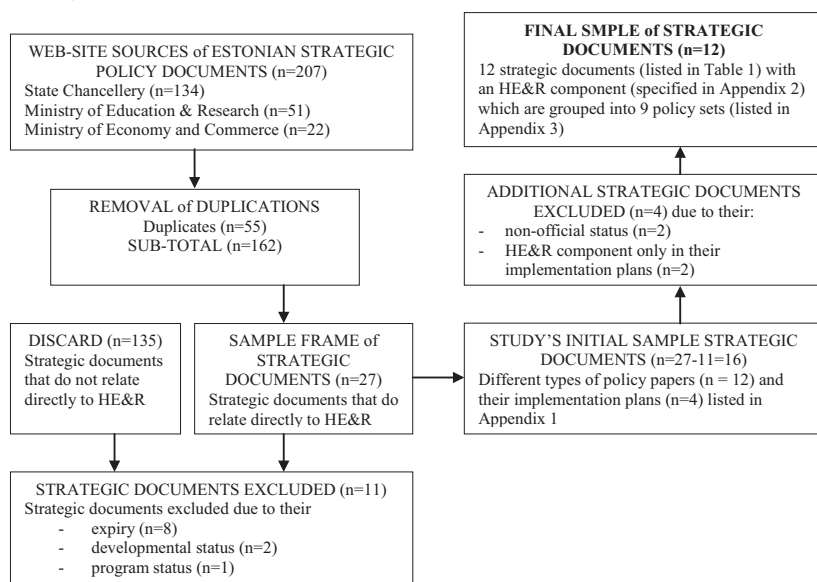 WEB-SITE SOURCES of ESTONIAN STRATEGIC
POLICY DOCUMENTS (n=207)
State Chancellery (n=134)
Ministry of Education & Research (n=51)
Ministry of Economy and Commerce (n=22)
REMOVAL of DUPLICATIONS
Duplicates (n=55)
SUB-TOTAL (n=162)
DISCARD (n=135)
Strategic documents
that do not relate
directly to HE&R
SAMPLE FRAME of
STRATEGIC
DOCUMENTS (n=27)
Strategic documents that do
relate directly to HE&R
STRATEGIC DOCUMENTS EXCLUDED (n=11)
Strategic documents excluded due to their
- expiry (n=8)
- developmental status (n=2)
- program status (n=1)
STUDY'S INITIAL SAMPLE STRATEGIC
DOCUMENTS (n=27-11=16)
Different types of policy papers (n = 12) and
their implementation plans (n=4) listed in
Appendix 1
ADDITIONAL STRATEGIC DOCUMENTS
EXCLUDED (n=4) due to their:
- non-official status (n=2)
- HE&R component only in their
implementation plans (n=2)
FINAL SMPLE of STRATEGIC
DOCUMENTS (n=12)
12 strategic documents (listed in Table 1) with
an HE&R component (specified in Appendix 2)
which are grouped into 9 policy sets (listed in
Appendix 3)